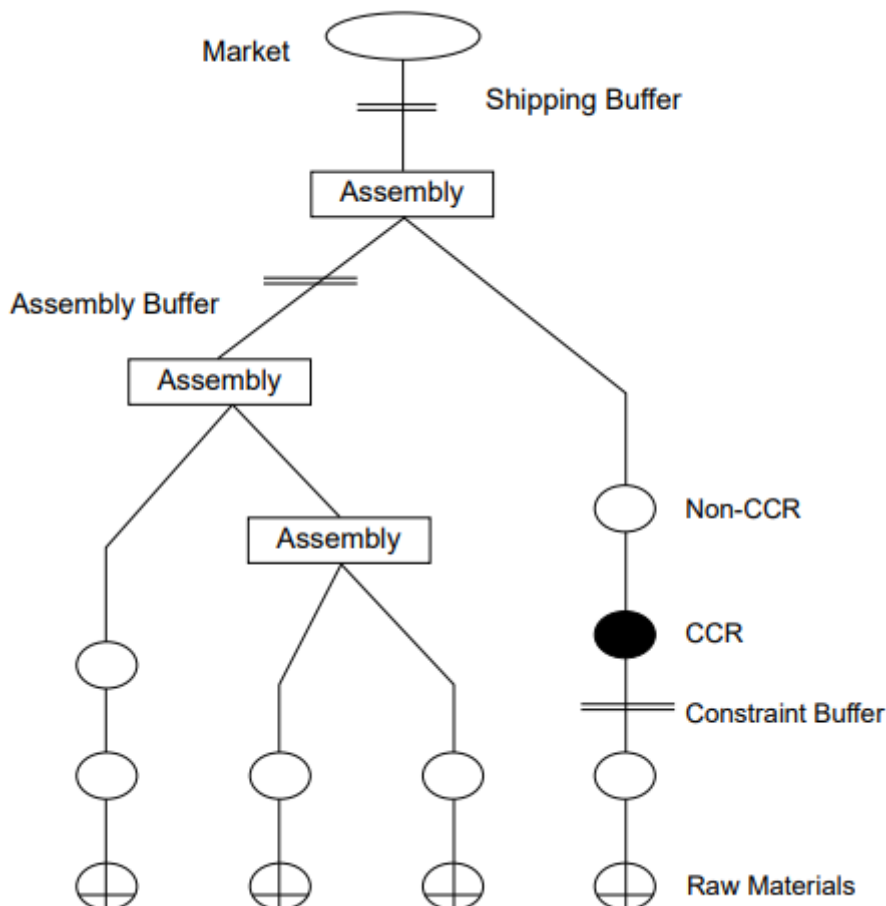 Market
Shipping Buffer
Assembly
Assembly Buffer
Assembly
Non-CCR
Assembly
CCR
Constraint Buffer
Raw Materials